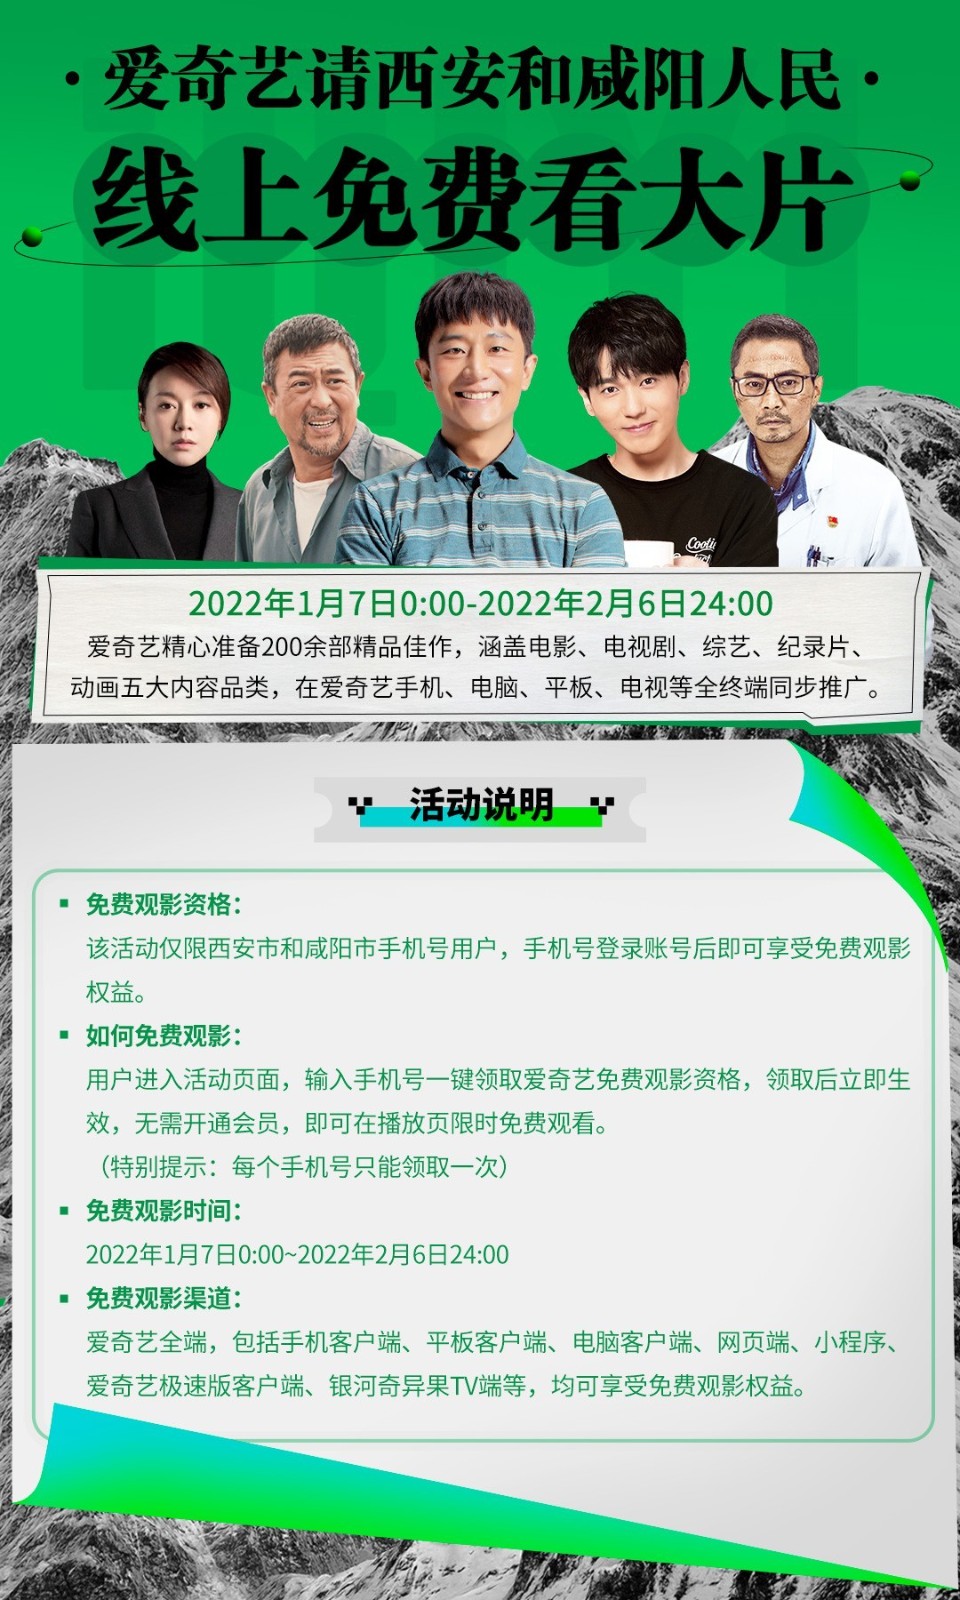 ·爱奇艺请西安和咸阳人民·
线上免费看大片
Cooti
2022年1月7日0:00-2022年2月6日24:00
爱奇艺精心准备200余部精品佳作，涵盖电影、电视剧、综艺、纪录片、
动画五大内容品类，在爱奇艺手机、电脑、平板、电视等全终端同步推广。
活动说明
▪ 免费观影资格：
该活动仅限西安市和咸阳市手机号用户，手机号登录账号后即可享受免费观影
权益。
▪ 如何免费观影：
用户进入活动页面，输入手机号一键领取爱奇艺免费观影资格，领取后立即生
效，无需开通会员，即可在播放页限时免费观看。
（特别提示：每个手机号只能领取一次）
▪ 免费观影时间：
2022年1月7日0:00~2022年2月6日24:00
▪ 免费观影渠道：
爱奇艺全端，包括手机客户端、平板客户端、电脑客户端、网页端、小程序、
爱奇艺极速版客户端、银河奇异果TV端等，均可享受免费观影权益。